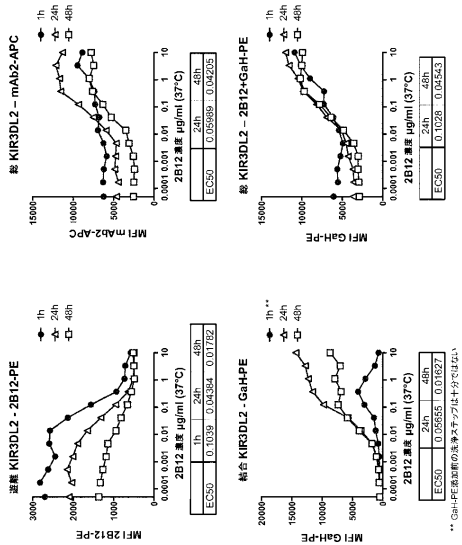 遊離 KIR3DL2 - 2B12-PE
1h
24h
48h
MFI 2B12-PE
3000
2000
1000
0
0.0001 0.001 0.01 0.1 1 10
2B12 濃度 µg/ml (37°C)
1h 24h 48h
EC50 0.1039 0.04384 0.01782
総 KIR3DL2 – mAb2-APC
1h
24h
48h
MFI mAb2-APC
15000
10000
5000
0
0.0001 0.001 0.01 0.1 1 10
2B12 濃度 µg/ml (37°C)
24h 48h
EC50 0.05989 0.04205
結合 KIR3DL2 - GaH-PE
1h **
24h
48h
MFI GaH-PE
15000
10000
5000
0
0.0001 0.001 0.01 0.1 1 10
2B12 濃度 µg/ml (37°C)
24h 48h
EC50 0.05655 0.01627
総 KIR3DL2 – 2B12+GaH-PE
1h
24h
48h
MFI GaH-PE
15000
10000
5000
0
0.0001 0.001 0.01 0.1 1 10
2B12 濃度 µg/ml (37°C)
24h 48h
EC50 0.1028 0.04543
** GaH-PE添加前の洗浄ステップは十分ではない